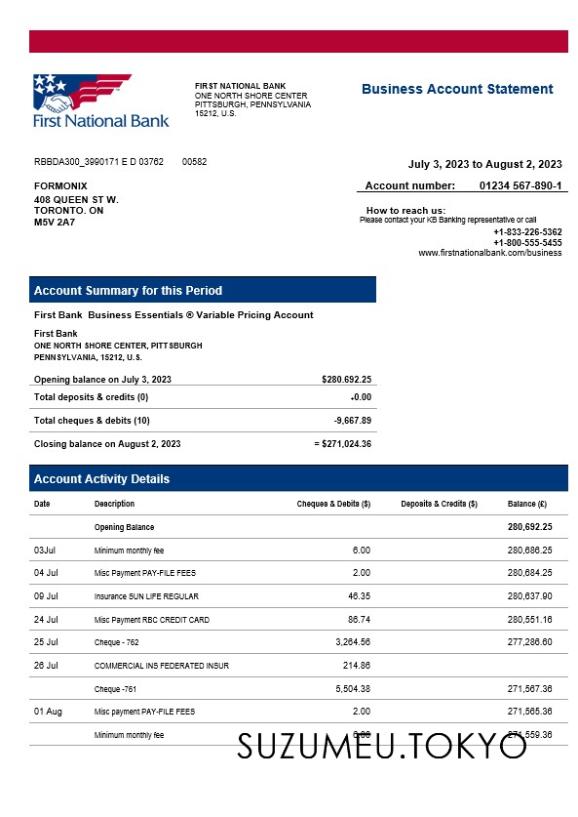 First National Bank
FIRST NATIONAL BANK
ONE NORTH SHORE CENTER
PITTSBURGH, PENNSYLVANIA
15212, U.S.
Business Account Statement
RBBDA300_3990171 E D 03762 00582
July 3, 2023 to August 2, 2023
FORMONIX
408 QUEEN ST W.
TORONTO. ON
M5V 2A7
Account number: 01234 567-890-1
How to reach us:
Please contact your KB Banking representative or call
+1-833-226-5362
+1-800-555-5455
www.firstnationalbank.com/business
Account Summary for this Period
First Bank Business Essentials ® Variable Pricing Account
First Bank
ONE NORTH SHORE CENTER, PITTSBURGH
PENNSYLVANIA, 15212, U.S.
Opening balance on July 3, 2023 $280.692.25
Total deposits & credits (0) +0.00
Total cheques & debits (10) -9,667.89
Closing balance on August 2, 2023 = $271,024.36
Account Activity Details
Date Description Cheques & Debits ($) Deposits & Credits ($) Balance (£)
Opening Balance 280,692.25
03Jul Minimum monthly fee 6.00 280,686.25
04 Jul Misc Payment PAY-FILE FEES 2.00 280,684.25
09 Jul Insurance SUN LIFE REGULAR 46.35 280,637.90
24 Jul Misc Payment RBC CREDIT CARD 86.74 280,551.16
25 Jul Cheque - 762 3,264.56 277,286.60
26 Jul COMMERCIAL INS FEDERATED INSUR 214.86
Cheque -761 5,504.38 271,567.36
01 Aug Misc payment PAY-FILE FEES 2.00 271,565.36
Minimum monthly fee 6.00 271,559.36
SUZUMEU.TOKYO